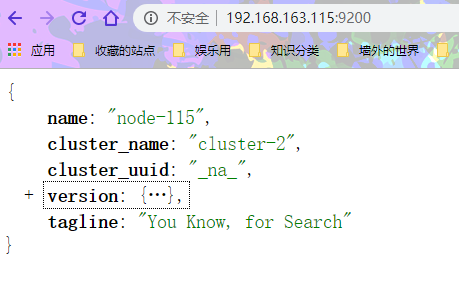 不安全 192.168.163.115:9200
应用 收藏的站点 娱乐用 知识分类 墙外的世界
{
name: "node-115",
cluster_name: "cluster-2",
cluster_uuid: "_na_",
+ version: {…},
tagline: "You Know, for Search"
}